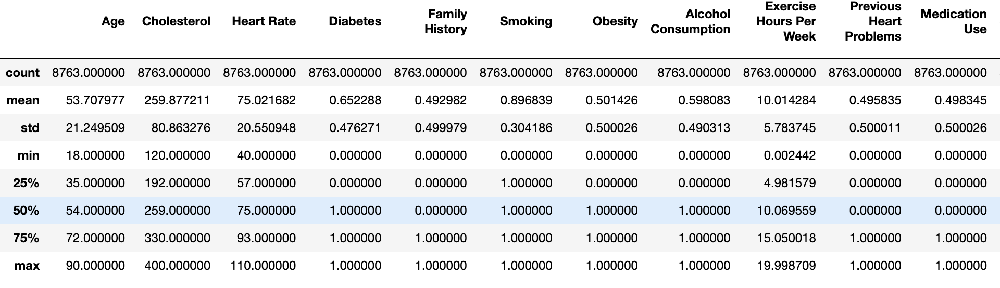 Age Cholesterol Heart Rate Diabetes Family History Smoking Obesity Alcohol Consumption Exercise Hours Per Week Previous Heart Problems Medication Use
count 8763.000000 8763.000000 8763.000000 8763.000000 8763.000000 8763.000000 8763.000000 8763.000000 8763.000000 8763.000000 8763.000000
mean 53.707977 259.877211 75.021682 0.652288 0.492982 0.896839 0.501426 0.598083 10.014284 0.495835 0.498345
std 21.249509 80.863276 20.550948 0.476271 0.499979 0.304186 0.500026 0.490313 5.783745 0.500011 0.500026
min 18.000000 120.000000 40.000000 0.000000 0.000000 0.000000 0.000000 0.000000 0.002442 0.000000 0.000000
25% 35.000000 192.000000 57.000000 0.000000 0.000000 1.000000 0.000000 0.000000 4.981579 0.000000 0.000000
50% 54.000000 259.000000 75.000000 1.000000 0.000000 1.000000 1.000000 1.000000 10.069559 0.000000 0.000000
75% 72.000000 330.000000 93.000000 1.000000 1.000000 1.000000 1.000000 1.000000 15.050018 1.000000 1.000000
max 90.000000 400.000000 110.000000 1.000000 1.000000 1.000000 1.000000 1.000000 19.998709 1.000000 1.000000